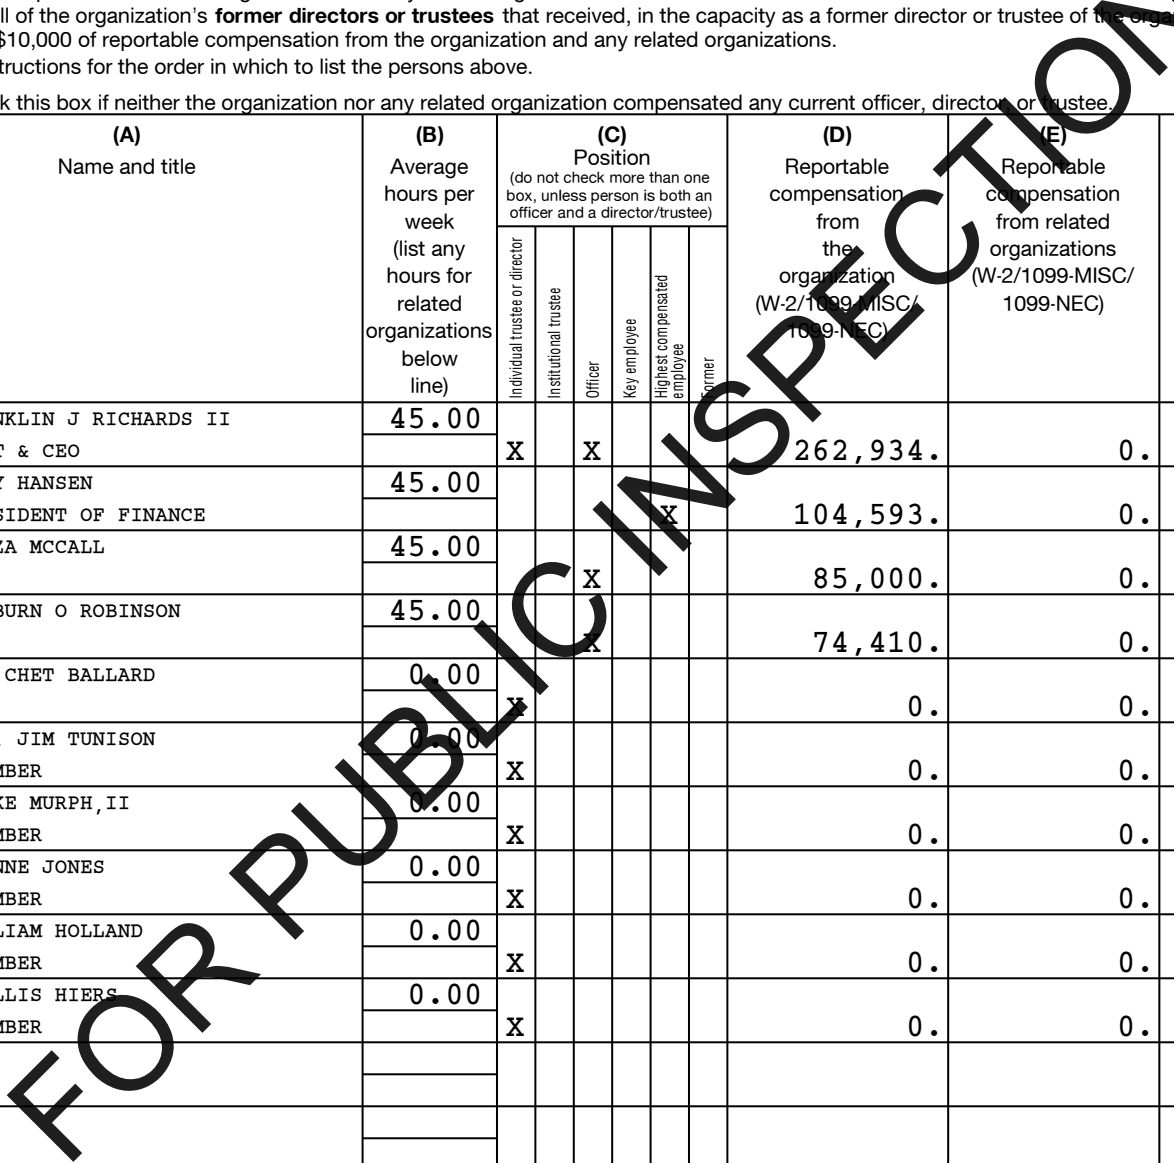 ll of the organization's former directors or trustees that received, in the capacity as a former director or trustee of the orga
$10,000 of reportable compensation from the organization and any related organizations.
tructions for the order in which to list the persons above.
k this box if neither the organization nor any related organization compensated any current officer, director, or trustee.
(A)
Name and title
(B)
Average
hours per
week
(list any
hours for
related
organizations
below
line)
(C)
Position
(do not check more than one
box, unless person is both an
officer and a director/trustee)
Individual trustee or director
Institutional trustee
Officer
Key employee
Highest compensated
employee
Former
(D)
Reportable
compensation
from
the
organization
(W-2/1099-MISC/
1099-NEC)
(E)
Reportable
compensation
from related
organizations
(W-2/1099-MISC/
1099-NEC)
NKLIN J RICHARDS II 45.00
T & CEO X X 262,934. 0.
Y HANSEN 45.00
SIDENT OF FINANCE X 104,593. 0.
ZA MCCALL 45.00
X 85,000. 0.
BURN O ROBINSON 45.00
X 74,410. 0.
CHET BALLARD 0.00
X 0. 0.
JIM TUNISON 0.00
MBER X 0. 0.
KE MURPH,II 0.00
MBER X 0. 0.
NNE JONES 0.00
MBER X 0. 0.
LIAM HOLLAND 0.00
MBER X 0. 0.
LLIS HIERS 0.00
MBER X 0. 0.
FOR PUBLIC INSPECTION